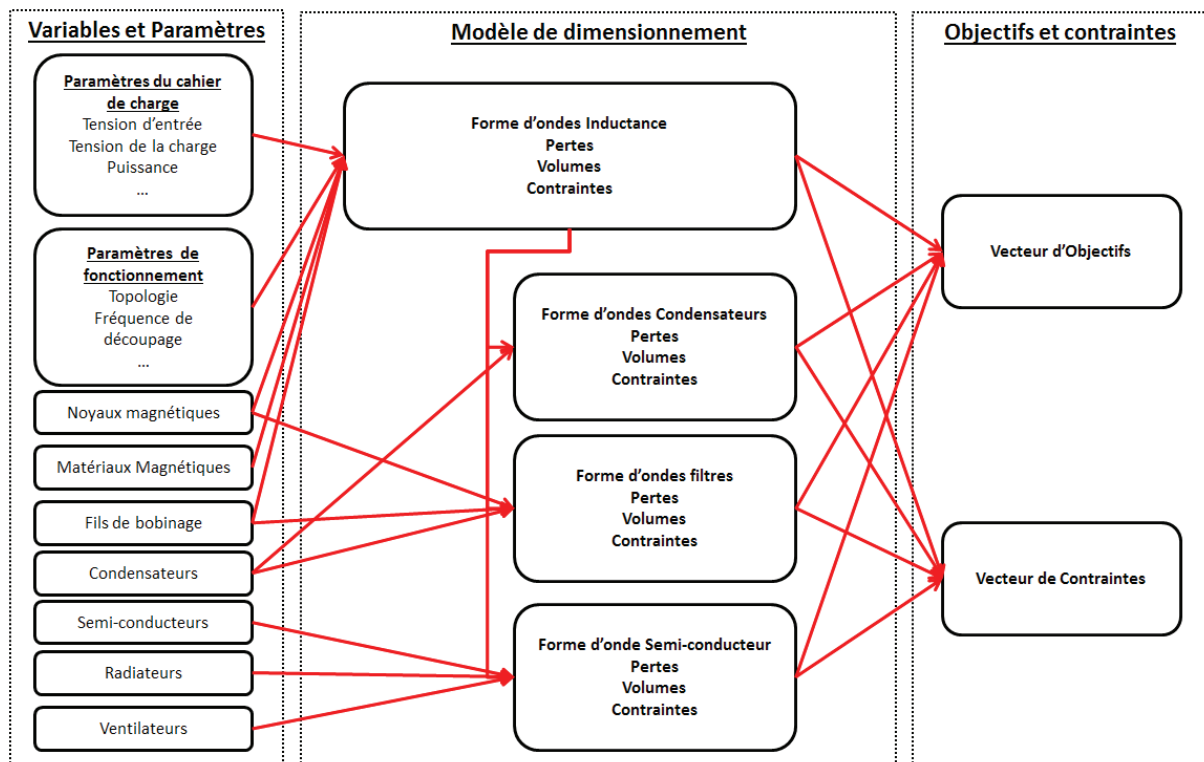 Variables et Paramètres
Paramètres du cahier
de charge
Tension d'entrée
Tension de la charge
Puissance
...
Paramètres de
fonctionnement
Topologie
Fréquence de
découpage
...
Noyaux magnétiques
Matériaux Magnétiques
Fils de bobinage
Condensateurs
Semi-conducteurs
Radiateurs
Ventilateurs
Modèle de dimensionnement
Forme d'ondes Inductance
Pertes
Volumes
Contraintes
Forme d'ondes Condensateurs
Pertes
Volumes
Contraintes
Forme d'ondes filtres
Pertes
Volumes
Contraintes
Forme d'onde Semi-conducteur
Pertes
Volumes
Contraintes
Objectifs et contraintes
Vecteur d'Objectifs
Vecteur de Contraintes